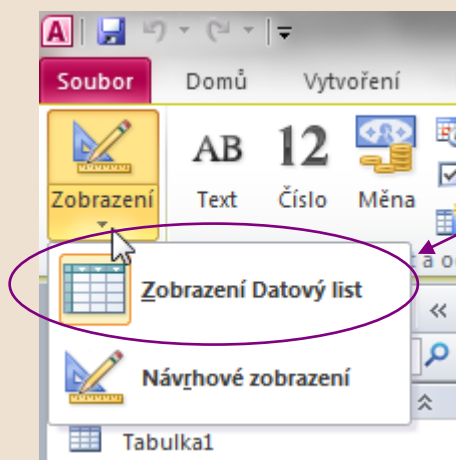 A
Soubor Domů Vytvoření
AB 12
Zobrazení Text Číslo Měna
Zobrazení Datový list
Návrhové zobrazení
Tabulka1